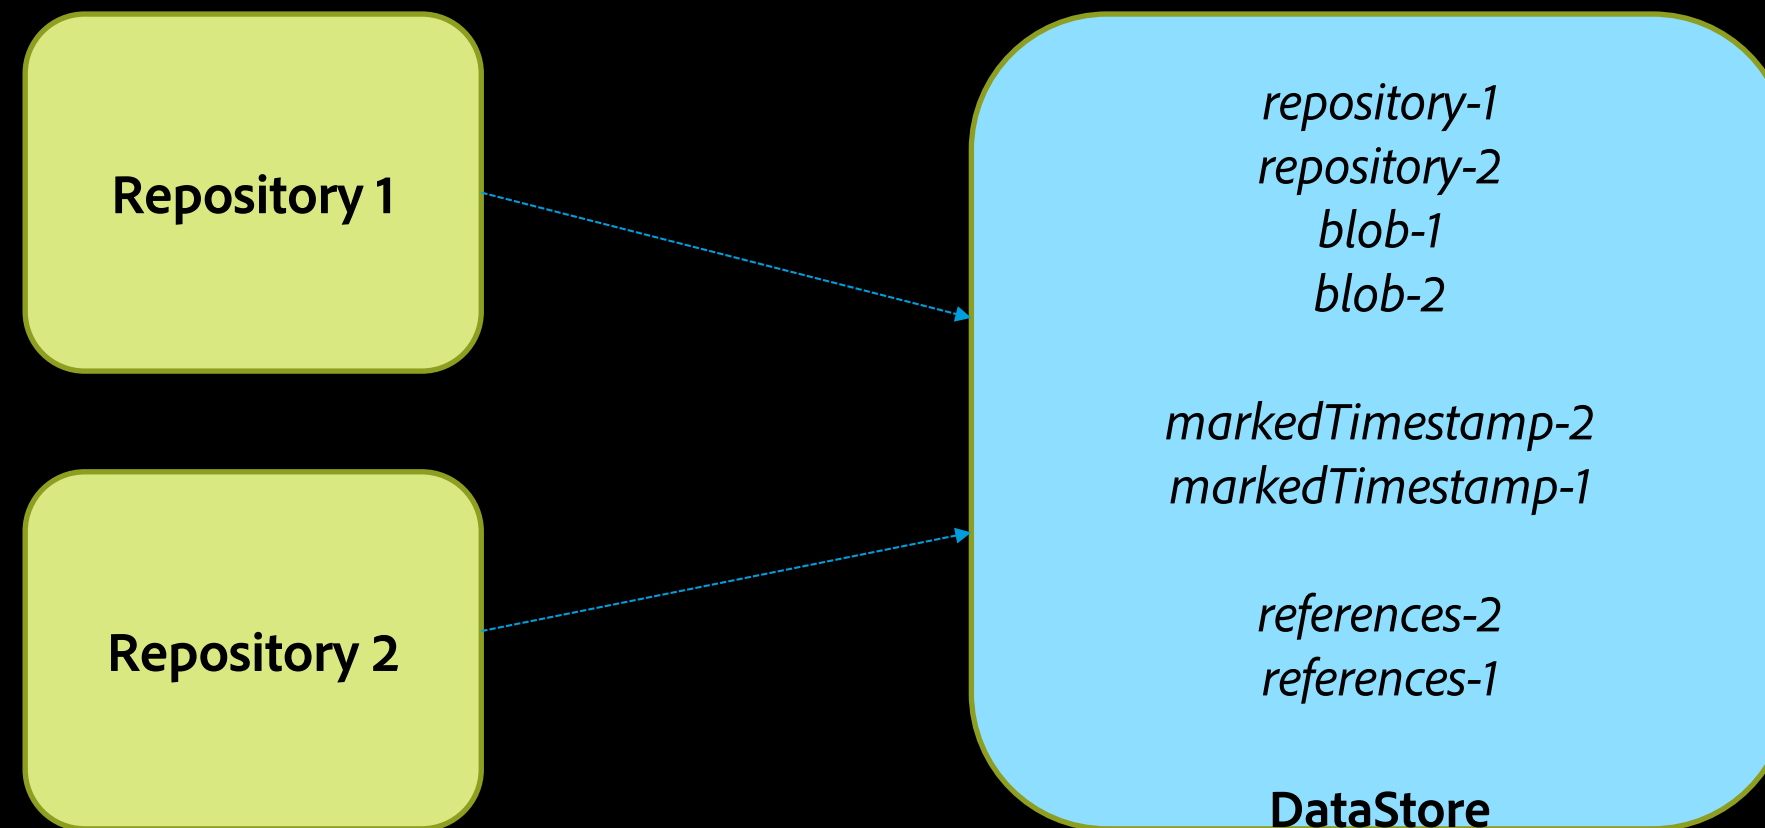 Repository 1
Repository 2
repository-1
repository-2
blob-1
blob-2
markedTimestamp-2
markedTimestamp-1
references-2
references-1
DataStore